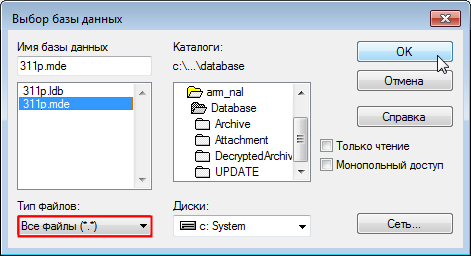 Выбор базы данных
Имя базы данных
311p.mde
311p.ldb
311p.mde
Тип файлов:
Все файлы (*.*)
Каталоги:
c:\...\database
arm_nal
Database
Archive
Attachment
DecryptedArchiv
UPDATE
Диски:
c: System
OK
Отмена
Справка
Только чтение
Монопольный доступ
Сеть...